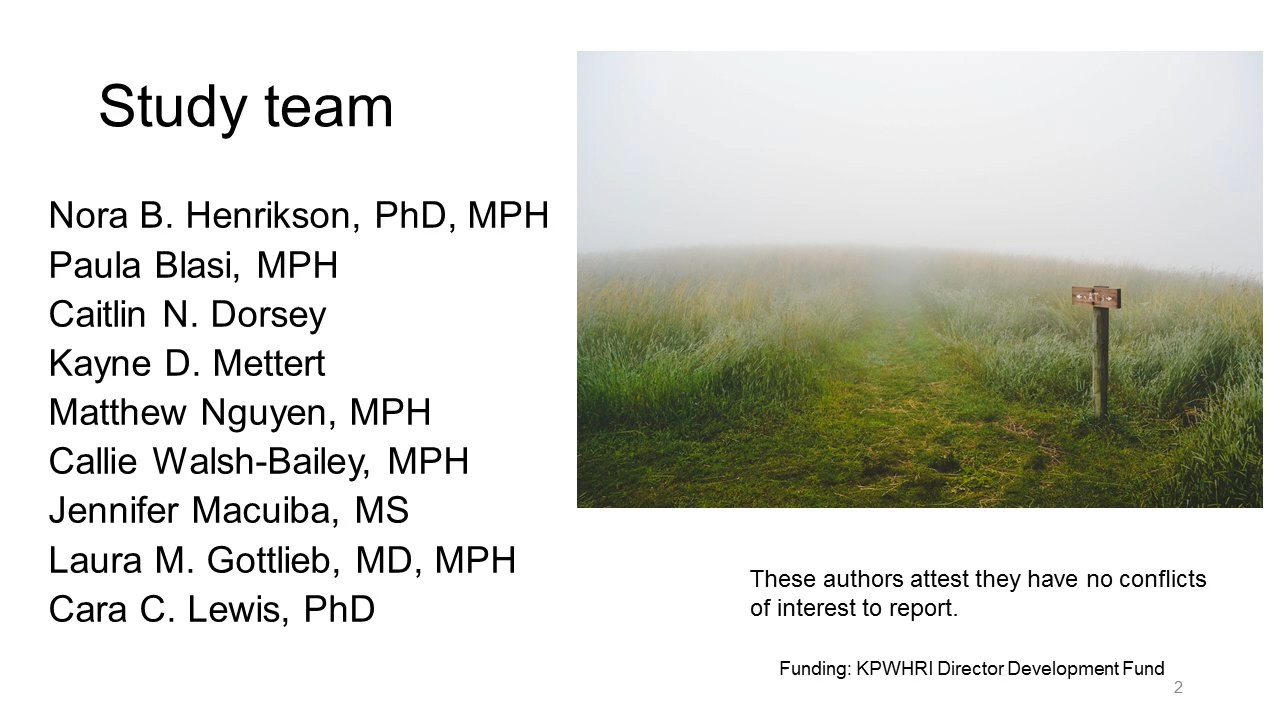 Study team
Nora B. Henrikson, PhD, MPH
Paula Blasi, MPH
Caitlin N. Dorsey
Kayne D. Mettert
Matthew Nguyen, MPH
Callie Walsh-Bailey, MPH
Jennifer Macuiba, MS
Laura M. Gottlieb, MD, MPH
Cara C. Lewis, PhD
These authors attest they have no conflicts
of interest to report.
Funding: KPWHRI Director Development Fund
2